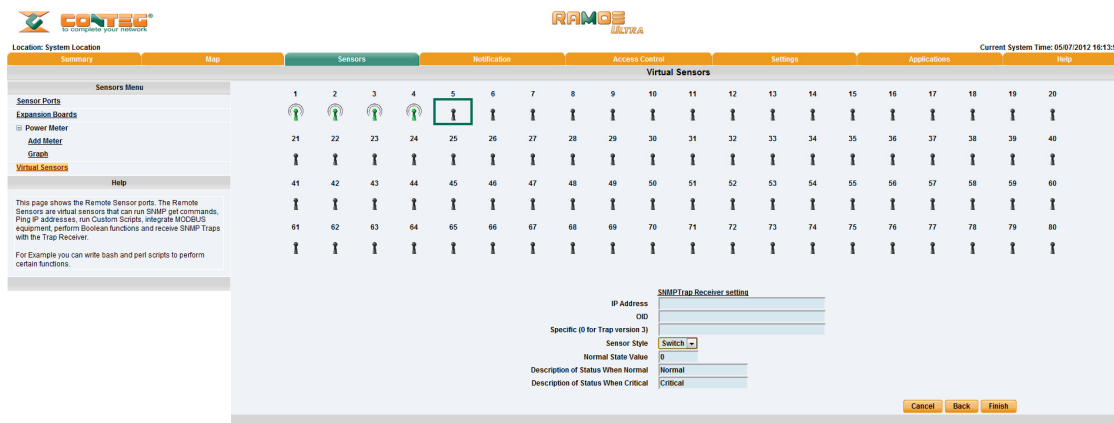 CONTEG®
to complete your network
RAMOS
ULTRA
Location: System Location
Current System Time: 05/07/2012 16:13:
Summary Map Sensors Notification Access Control Settings Applications Help
Virtual Sensors
Sensors Menu
Sensor Ports
Expansion Boards
Power Meter
Add Meter
Graph
Virtual Sensors
Help
This page shows the Remote Sensor ports. The Remote
Sensors are virtual sensors that can run SNMP get commands,
Ping IP addresses, run Custom Scripts, integrate MODBUS
equipment, perform Boolean functions and receive SNMP Traps
with the Trap Receiver.
For Example you can write bash and perl scripts to perform
certain functions.
1 2 3 4 5 6 7 8 9 10 11 12 13 14 15 16 17 18 19 20
21 22 23 24 25 26 27 28 29 30 31 32 33 34 35 36 37 38 39 40
41 42 43 44 45 46 47 48 49 50 51 52 53 54 55 56 57 58 59 60
61 62 63 64 65 66 67 68 69 70 71 72 73 74 75 76 77 78 79 80
SNMPTrap Receiver setting
IP Address
OID
Specific (0 for Trap version 3)
Sensor Style Switch
Normal State Value 0
Description of Status When Normal Normal
Description of Status When Critical Critical
Cancel Back Finish